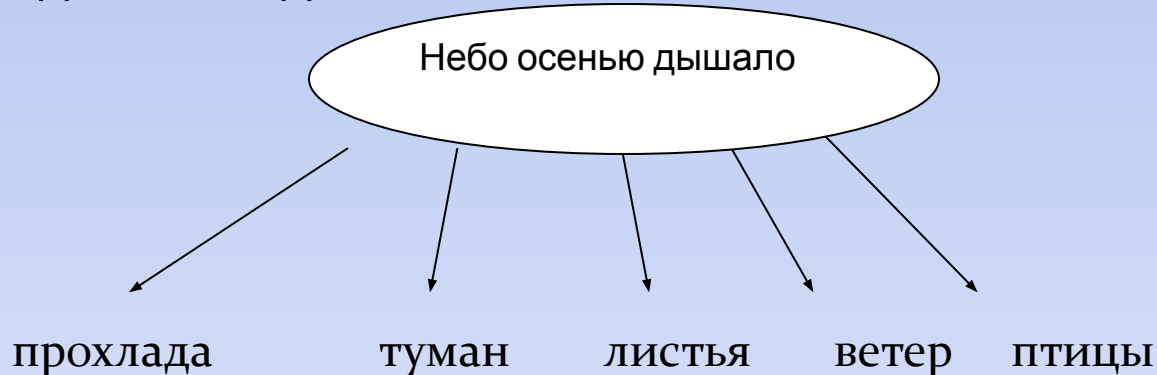 Небо осенью дышало
прохлада туман листья ветер птицы